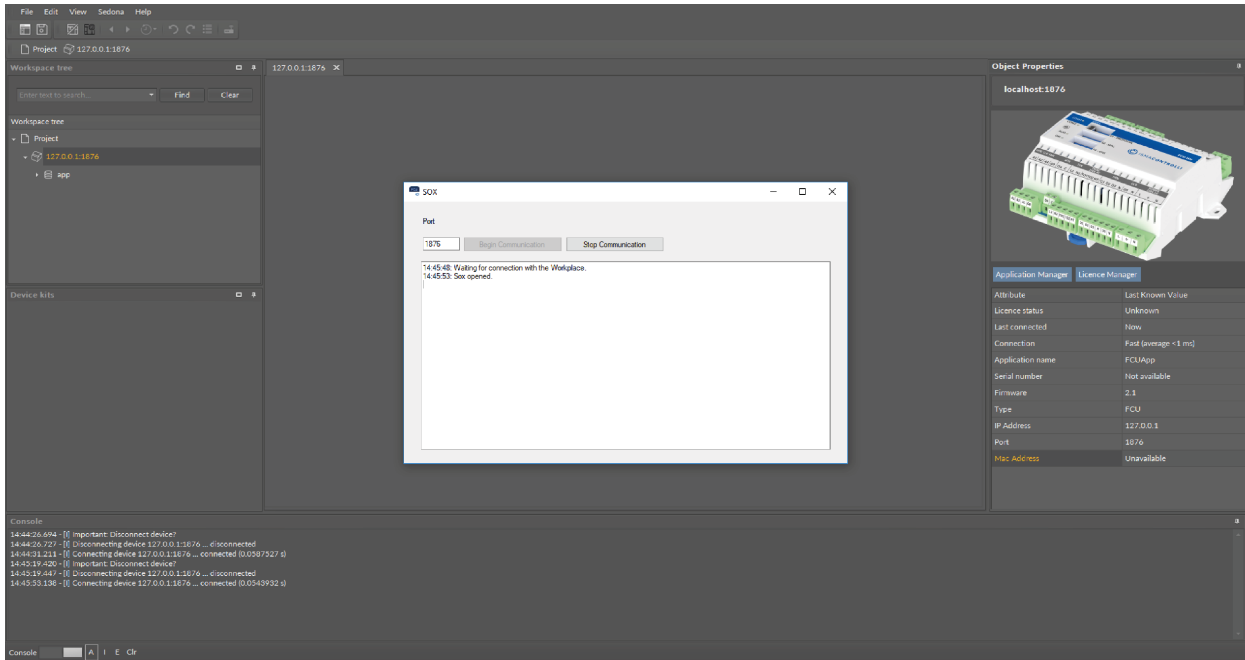 File Edit View Sedona Help
Project 127.0.0.1:1876
Workspace tree
127.0.0.1:1876
Object Properties
Enter text to search...
Find
Clear
localhost:1876
Workspace tree
Project
127.0.0.1:1876
app
SOX
Port
1876
Begin Communication
Stop Communication
14:45:48: Waiting for connection with the Workplace.
14:45:53: Sox opened.
Application Manager Licence Manager
Device kits
Attribute Last Known Value
Licence status Unknown
Last connected Now
Connection Fast (average <1 ms)
Application name FCUApp
Serial number Not available
Firmware 2.1
Type FCU
IP Address 127.0.0.1
Port 1876
Mac Address Unavailable
Console
14:44:26.694 - [I] Important: Disconnect device?
14:44:26.727 - [I] Disconnecting device 127.0.0.1:1876 ... disconnected
14:44:31.211 - [I] Connecting device 127.0.0.1:1876 ... connected (0.0587527 s)
14:45:19.420 - [I] Important: Disconnect device?
14:45:19.447 - [I] Disconnecting device 127.0.0.1:1876 ... disconnected
14:45:53.138 - [I] Connecting device 127.0.0.1:1876 ... connected (0.0543932 s)
Console A I E Clr